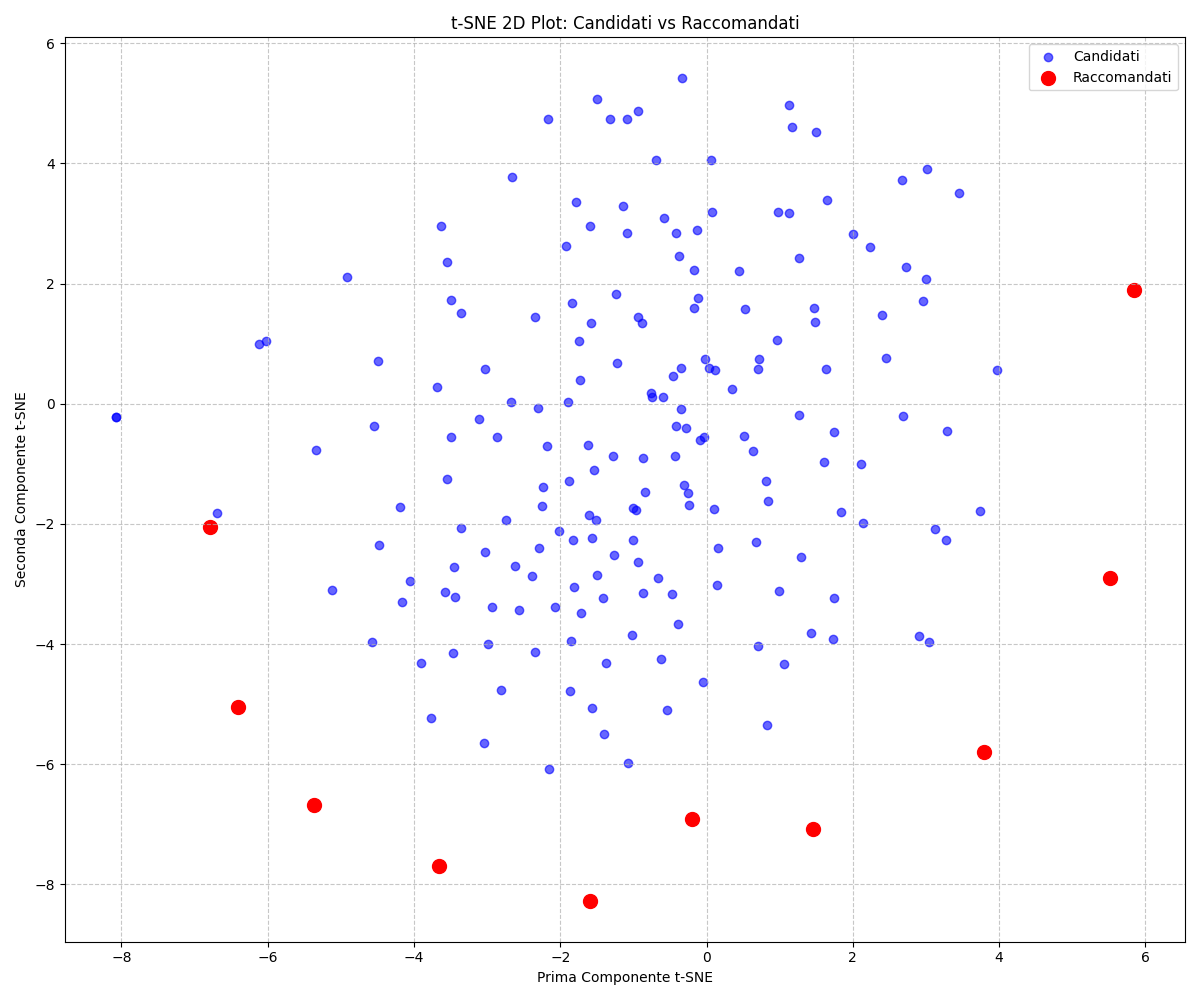 t-SNE 2D Plot: Candidati vs Raccomandati
Candidati
Raccomandati
6
4
2
0
−2
−4
−6
−8
Seconda Componente t-SNE
−8 −6 −4 −2 0 2 4 6
Prima Componente t-SNE